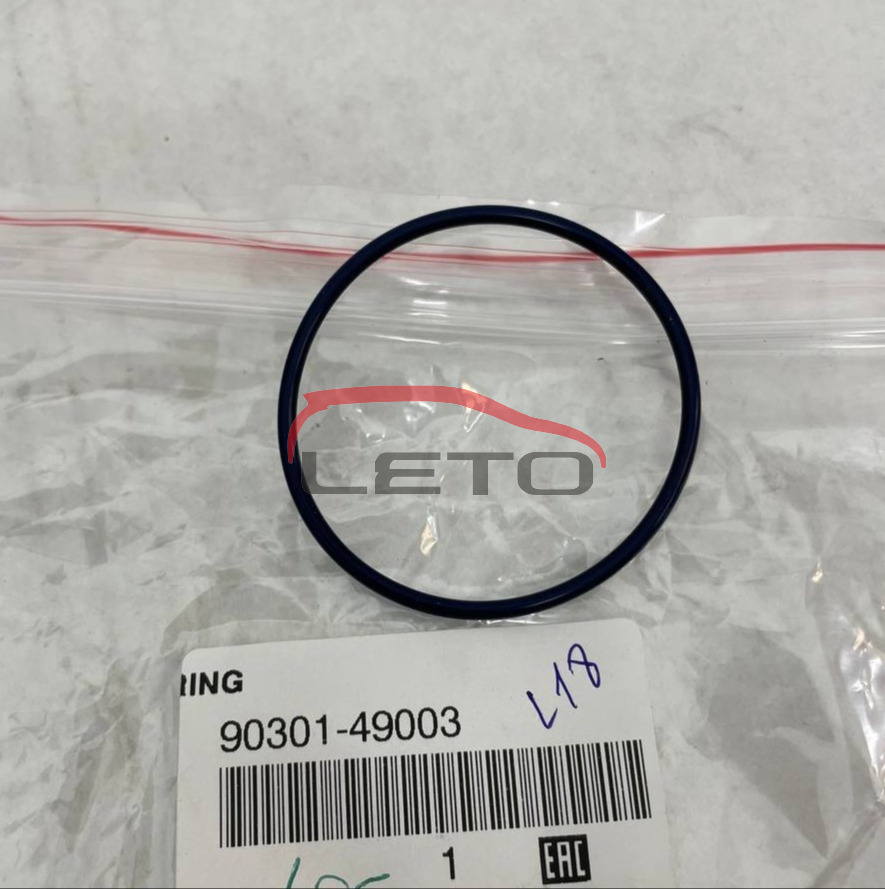 LETO
RING
90301-49003
L18
1
EAC